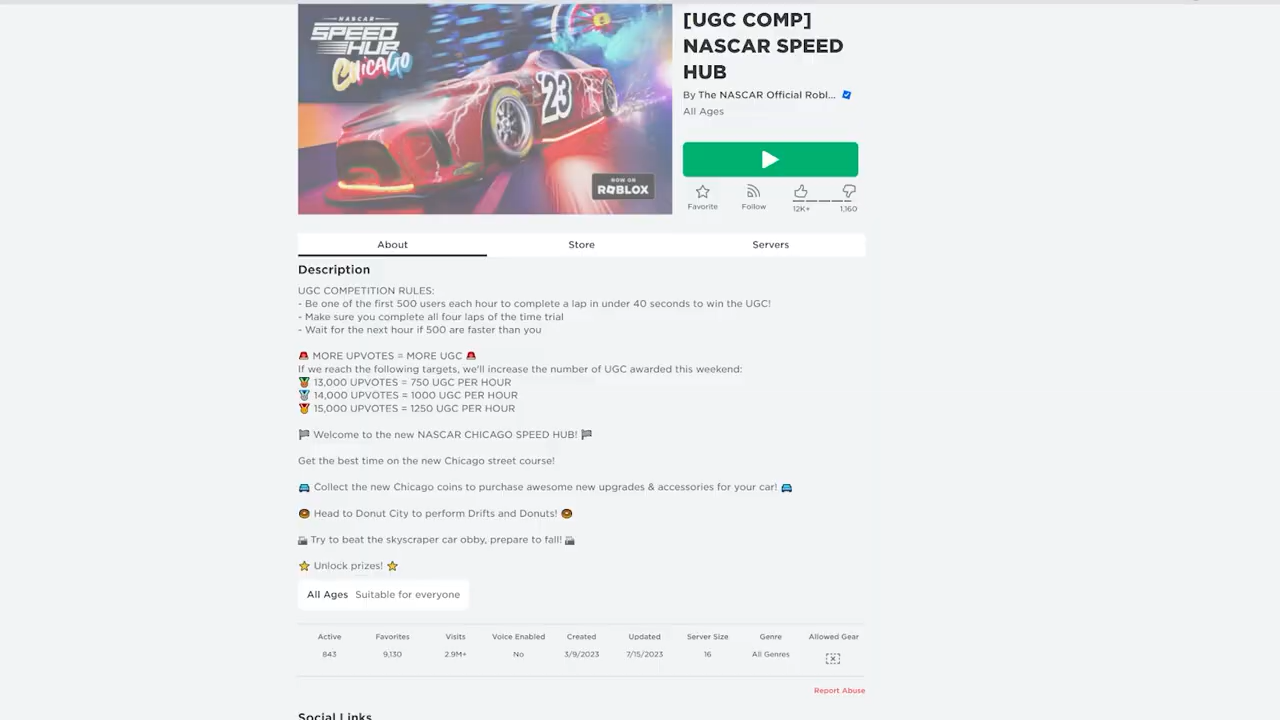 NASCAR
SPEED
HUB
CHICAGO
'23
NOW ON
ROBLOX
[UGC COMP]
NASCAR SPEED
HUB
By The NASCAR Official Robl...
All Ages
Favorite
Follow
12K+
1,160
About
Store
Servers
Description
UGC COMPETITION RULES:
- Be one of the first 500 users each hour to complete a lap in under 40 seconds to win the UGC!
- Make sure you complete all four laps of the time trial
- Wait for the next hour if 500 are faster than you
🚨 MORE UPVOTES = MORE UGC 🚨
If we reach the following targets, we'll increase the number of UGC awarded this weekend:
🥉 13,000 UPVOTES = 750 UGC PER HOUR
🥈 14,000 UPVOTES = 1000 UGC PER HOUR
🥇 15,000 UPVOTES = 1250 UGC PER HOUR
🏁 Welcome to the new NASCAR CHICAGO SPEED HUB! 🏁
Get the best time on the new Chicago street course!
🚘 Collect the new Chicago coins to purchase awesome new upgrades & accessories for your car! 🚘
🍩 Head to Donut City to perform Drifts and Donuts! 🍩
Try to beat the skyscraper car obby, prepare to fall!
⭐ Unlock prizes! ⭐
All Ages Suitable for everyone
Active Favorites Visits Voice Enabled Created Updated Server Size Genre Allowed Gear
843 9,130 2.9M+ No 3/9/2023 7/15/2023 16 All Genres
Report Abuse
Social Links